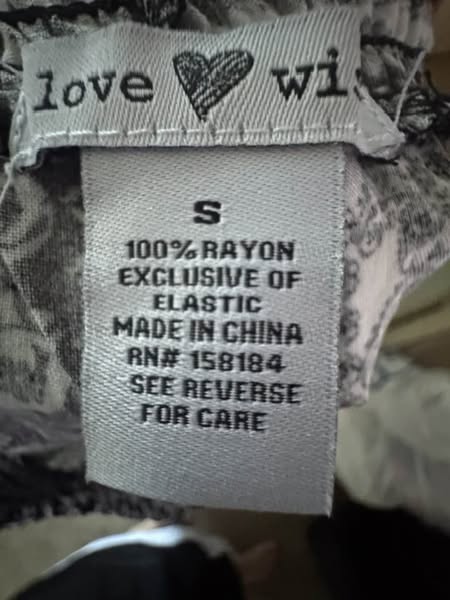 love wi
S
100% RAYON
EXCLUSIVE OF
ELASTIC
MADE IN CHINA
RN# 158184
SEE REVERSE
FOR CARE